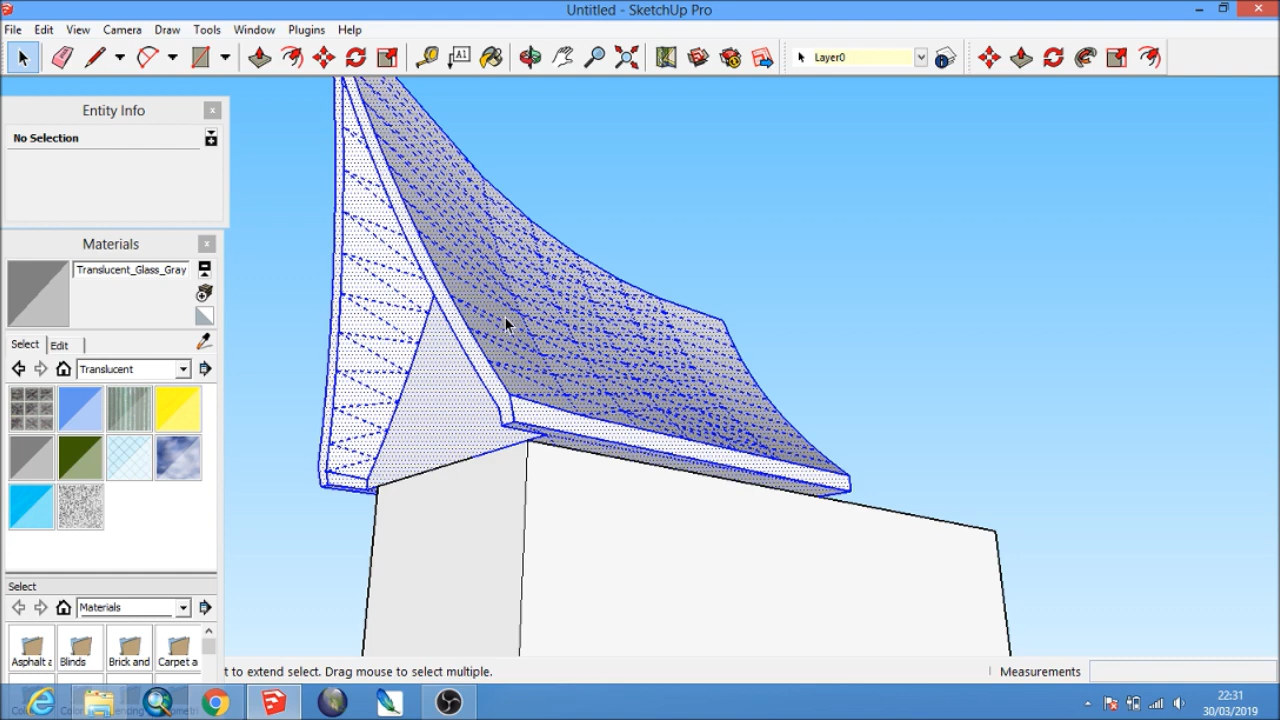 Untitled - SketchUp Pro
File Edit View Camera Draw Tools Window Plugins Help
A1
Layer0
Entity Info
No Selection
Materials
Translucent_Glass_Gray
Select Edit
Translucent
Select
Materials
Asphalt a Blinds Brick and Carpet a
t to extend select. Drag mouse to select multiple.
Measurements
22:31
30/03/2019